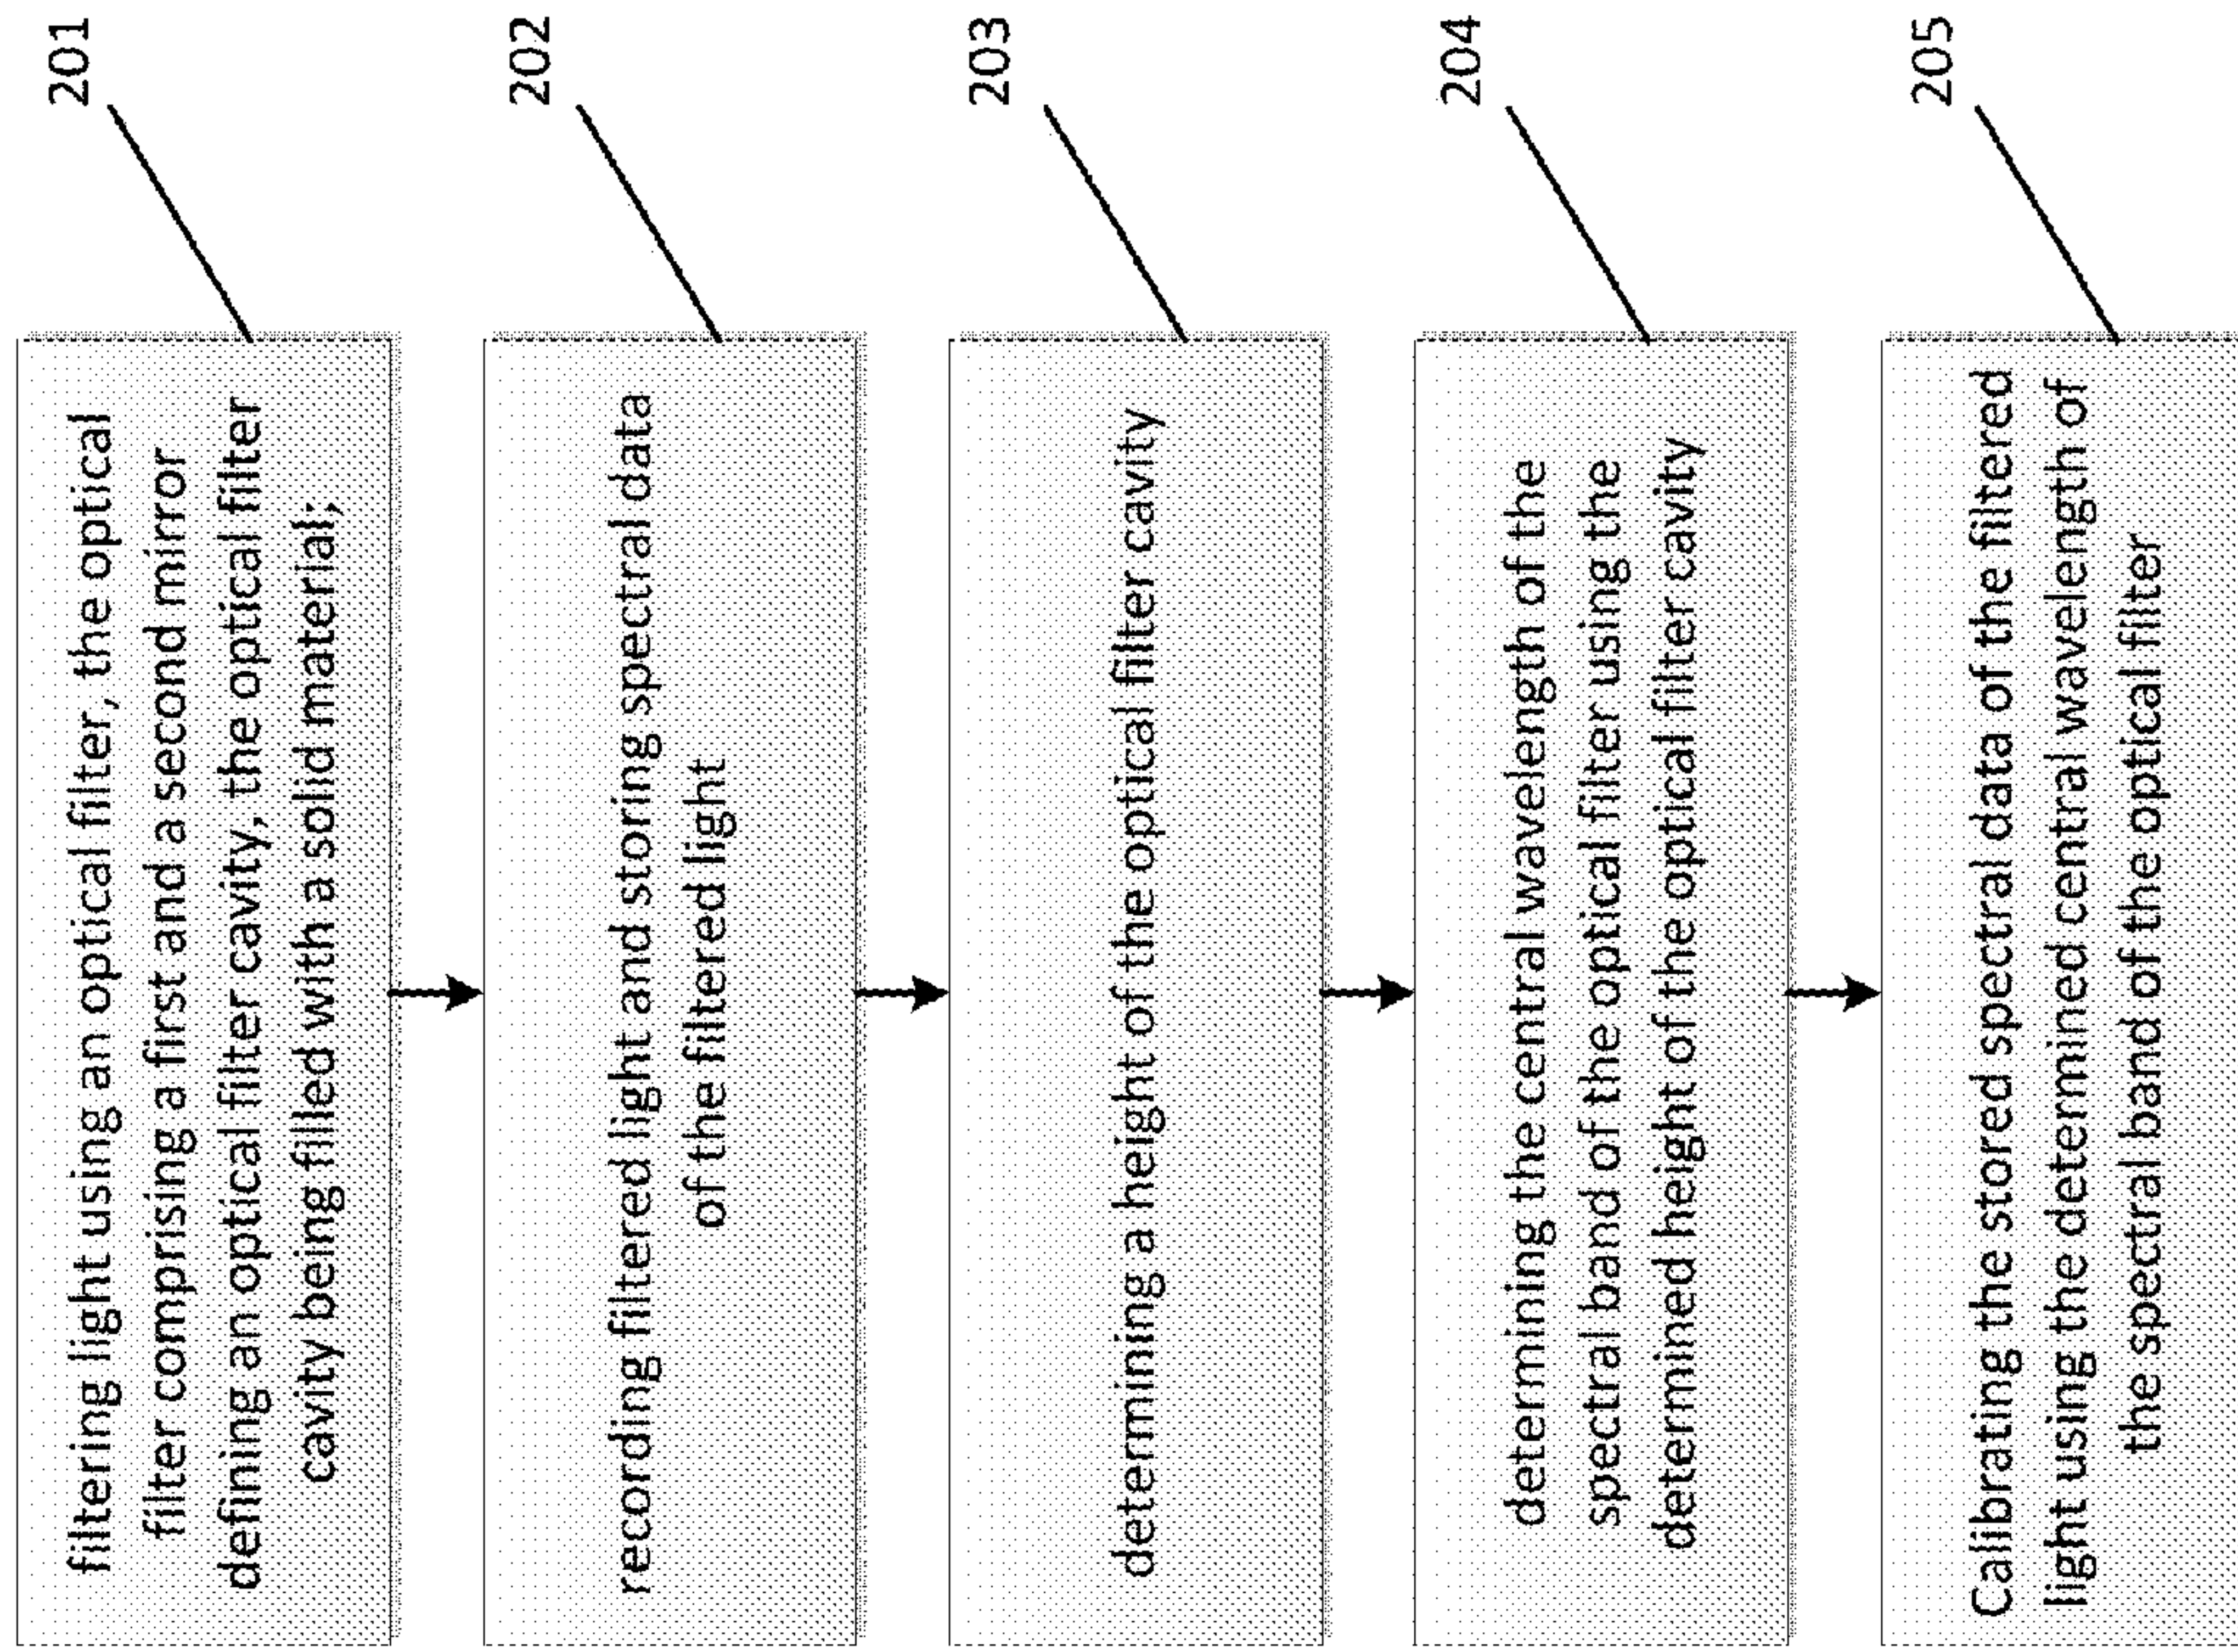 filtering light using an optical filter, the optical
filter comprising a first and a second mirror
defining an optical filter cavity, the optical filter
cavity being filled with a solid material;
201
recording filtered light and storing spectral data
of the filtered light
202
determining a height of the optical filter cavity
203
determining the central wavelength of the
spectral band of the optical filter using the
determined height of the optical filter cavity
204
Calibrating the stored spectral data of the filtered
light using the determined central wavelength of
the spectral band of the optical filter
205